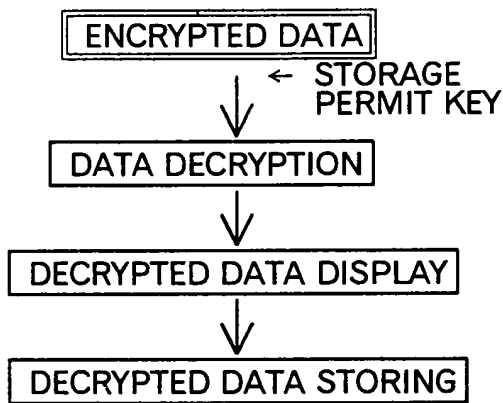 ENCRYPTED DATA
← STORAGE
PERMIT KEY
DATA DECRYPTION
DECRYPTED DATA DISPLAY
DECRYPTED DATA STORING